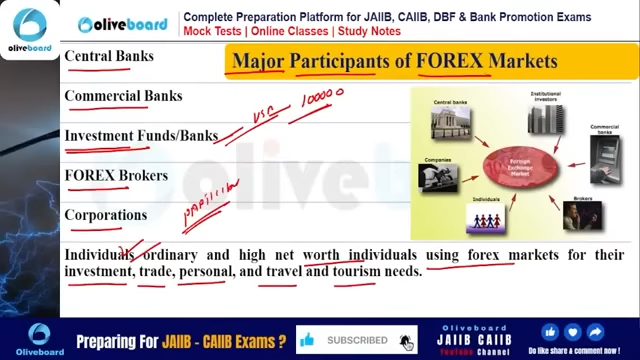 oliveboard
Complete Preparation Platform for JAIIB, CAIIB, DBF & Bank Promotion Exams
Mock Tests | Online Classes | Study Notes
oliveboard
Central Banks
Major Participants of FOREX Markets
Commercial Banks
USA 100000
Investment Funds/Banks
FOREX Brokers
Corporations
Central banks
Institutional investors
Commercial banks
Companies
Foreign Exchange Market
Individuals
Brokers
oliveboard
Individuals ordinary and high net worth individuals using forex markets for their
investment, trade, personal, and travel and tourism needs.
Oliveboard
Preparing For JAIIB - CAIIB Exams ?
SUBSCRIBED
Oliveboard
JAIIB CAIIB
YouTube Channel
Do like share & comment now !